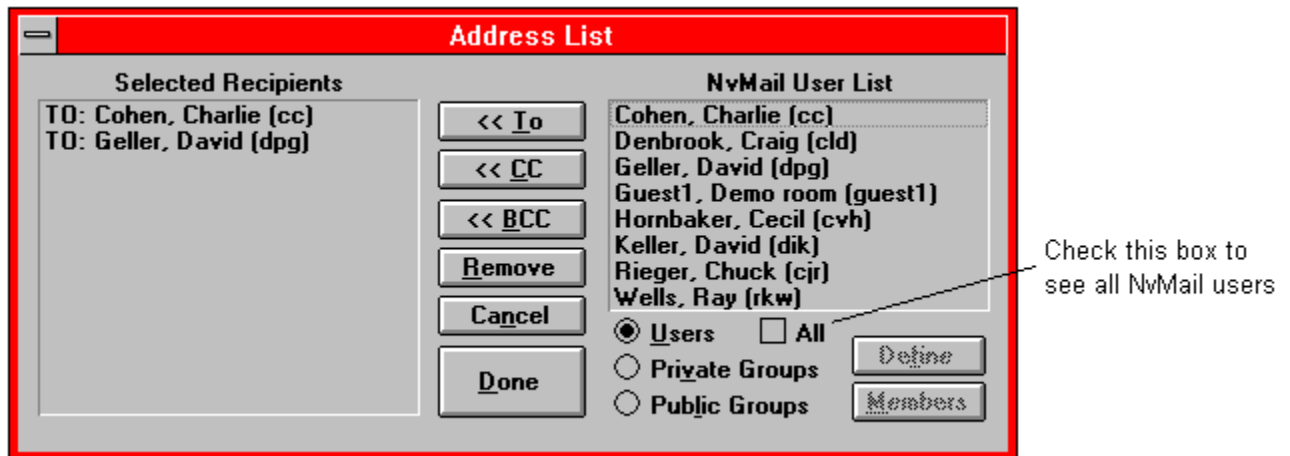 Address List
Selected Recipients
TO: Cohen, Charlie (cc)
TO: Geller, David (dpg)
<< To
<< CC
<< BCC
Remove
Cancel
Done
NvMail User List
Cohen, Charlie (cc)
Denbrook, Craig (cld)
Geller, David (dpg)
Guest1, Demo room (guest1)
Hornbaker, Cecil (cvh)
Keller, David (dik)
Rieger, Chuck (cjr)
Wells, Ray (rkw)
Users All
Private Groups
Public Groups
Define
Members
Check this box to
see all NvMail users